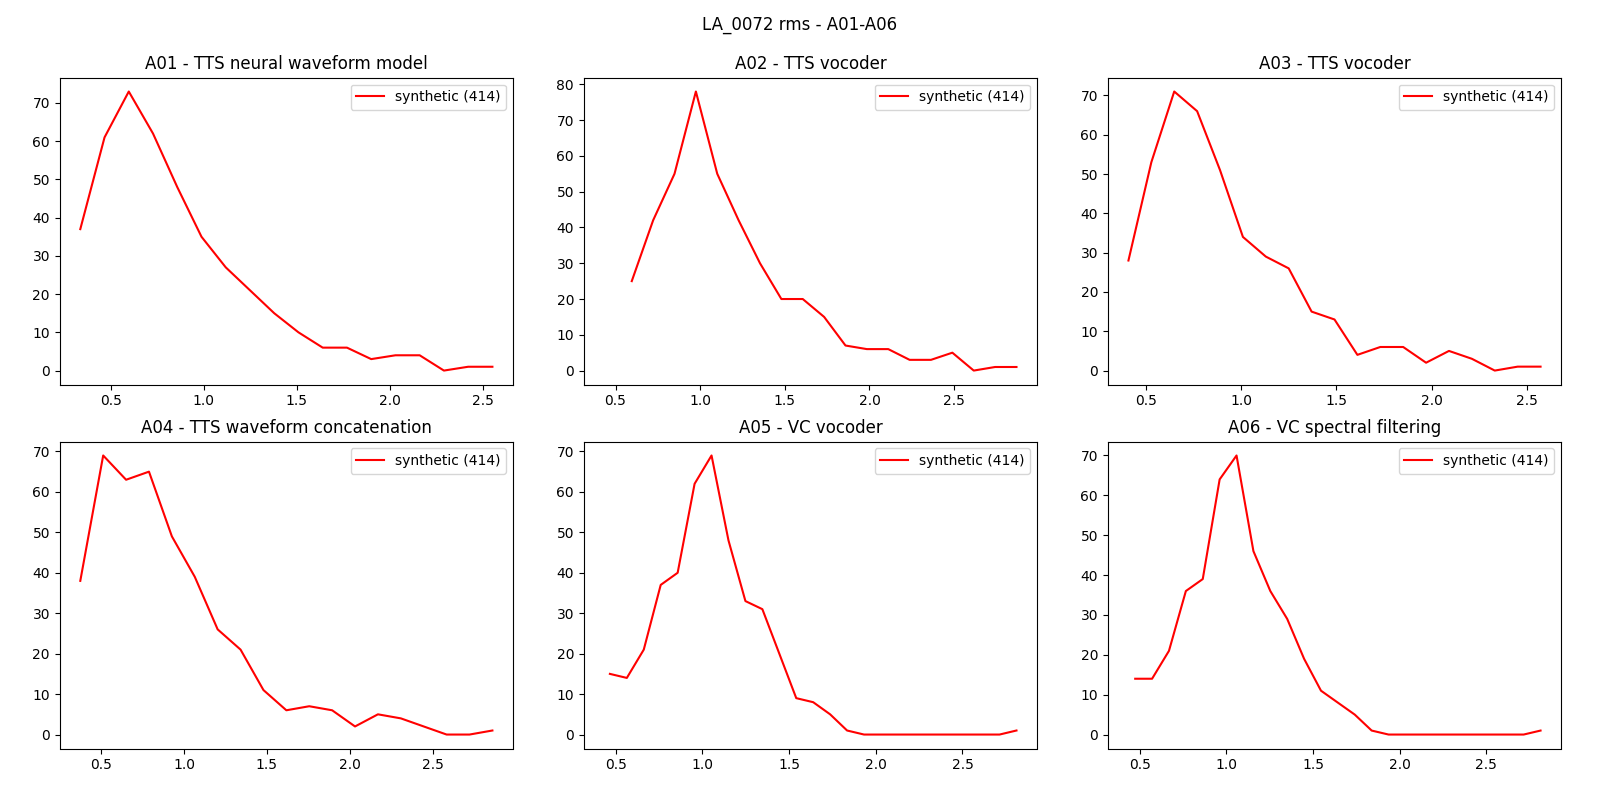 LA_0072 rms - A01-A06
A01 - TTS neural waveform model
synthetic (414)
70
60
50
40
30
20
10
0
0.5 1.0 1.5 2.0 2.5
A02 - TTS vocoder
synthetic (414)
80
70
60
50
40
30
20
10
0
0.5 1.0 1.5 2.0 2.5
A03 - TTS vocoder
synthetic (414)
70
60
50
40
30
20
10
0
0.5 1.0 1.5 2.0 2.5
A04 - TTS waveform concatenation
synthetic (414)
70
60
50
40
30
20
10
0
0.5 1.0 1.5 2.0 2.5
A05 - VC vocoder
synthetic (414)
70
60
50
40
30
20
10
0
0.5 1.0 1.5 2.0 2.5
A06 - VC spectral filtering
synthetic (414)
70
60
50
40
30
20
10
0
0.5 1.0 1.5 2.0 2.5